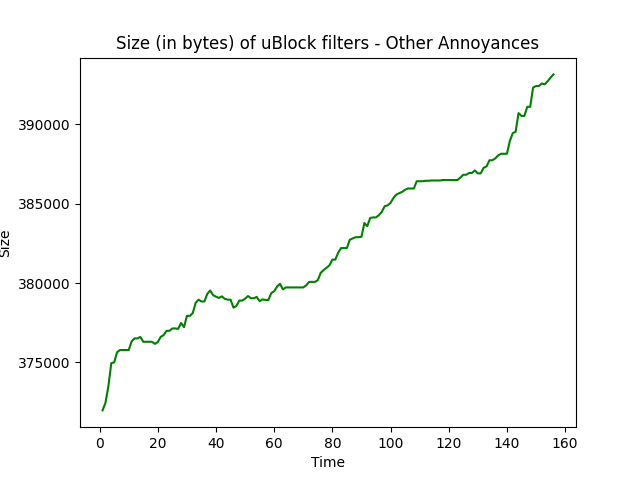 Size (in bytes) of uBlock filters - Other Annoyances
390000
385000
380000
375000
Size
0 20 40 60 80 100 120 140 160
Time